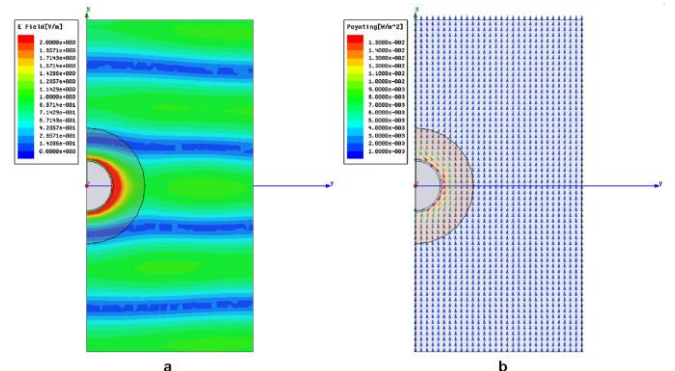 E Field[V/m]
2.0000e+000
1.8571e+000
1.7143e+000
1.5714e+000
1.4286e+000
1.2857e+000
1.1429e+000
1.0000e+000
8.5714e-001
7.1429e-001
5.7143e-001
4.2857e-001
2.8571e-001
1.4286e-001
0.0000e+000
Y
a
Poynting[W/m^2]
1.5000e-002
1.4000e-002
1.3000e-002
1.2000e-002
1.1000e-002
1.0000e-002
9.0000e-003
8.0000e-003
7.0000e-003
6.0000e-003
5.0000e-003
4.0000e-003
3.0000e-003
2.0000e-003
1.0000e-003
Y
b